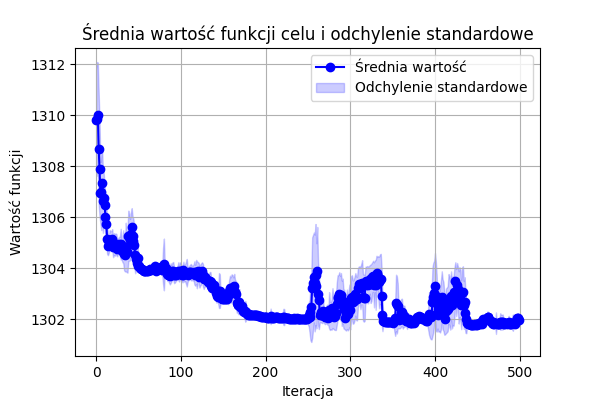 Średnia wartość funkcji celu i odchylenie standardowe
Średnia wartość
Odchylenie standardowe
Wartość funkcji
1312
1310
1308
1306
1304
1302
0 100 200 300 400 500
Iteracja